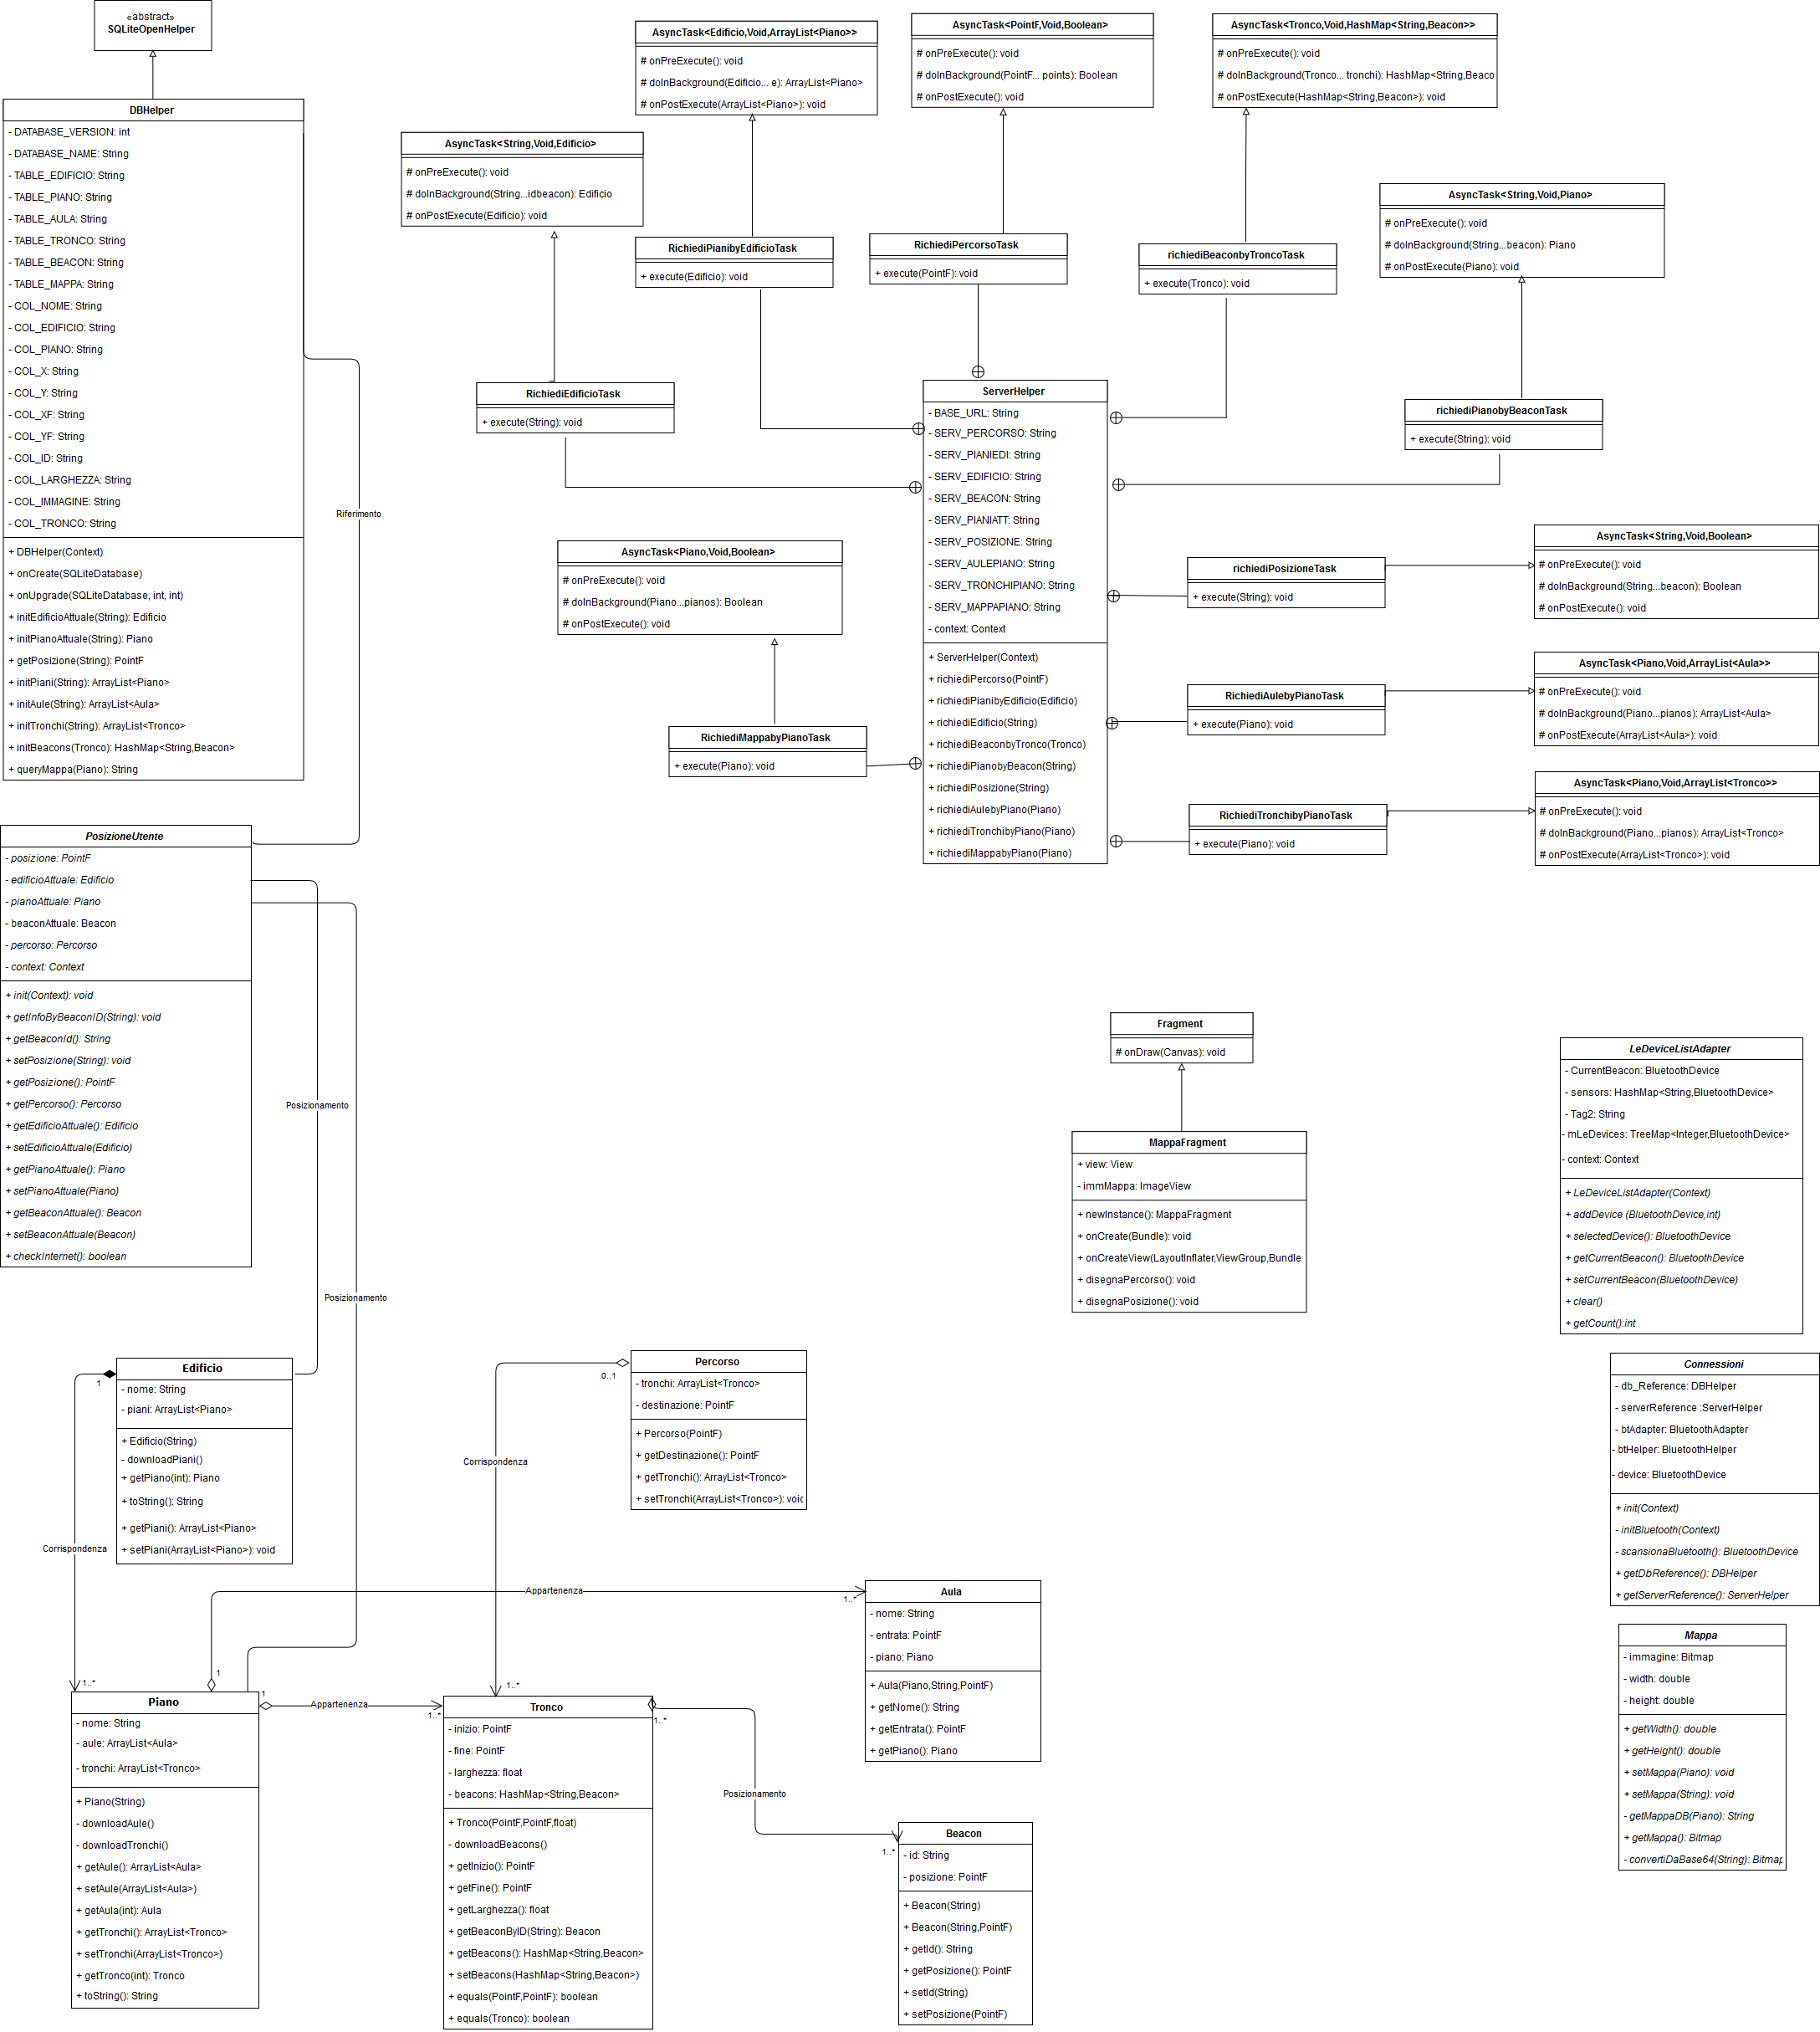 «abstract»
SQLiteOpenHelper
DBHelper
- DATABASE_VERSION: int
- DATABASE_NAME: String
- TABLE_EDIFICIO: String
- TABLE_PIANO: String
- TABLE_AULA: String
- TABLE_TRONCO: String
- TABLE_BEACON: String
- TABLE_MAPPA: String
- COL_NOME: String
- COL_EDIFICIO: String
- COL_PIANO: String
- COL_X: String
- COL_Y: String
- COL_XF: String
- COL_YF: String
- COL_ID: String
- COL_LARGHEZZA: String
- COL_IMMAGINE: String
- COL_TRONCO: String
+ DBHelper(Context)
+ onCreate(SQLiteDatabase)
+ onUpgrade(SQLiteDatabase, int, int)
+ initEdificioAttuale(String): Edificio
+ initPianoAttuale(String): Piano
+ getPosizione(String): PointF
+ initPiani(String): ArrayList<Piano>
+ initAule(String): ArrayList<Aula>
+ initTronchi(String): ArrayList<Tronco>
+ initBeacons(Tronco): HashMap<String,Beacon>
+ queryMappa(Piano): String
Riferimento
AsyncTask<String,Void,Edificio>
# onPreExecute(): void
# doInBackground(String...idbeacon): Edificio
# onPostExecute(Edificio): void
AsyncTask<Edificio,Void,ArrayList<Piano>>
# onPreExecute(): void
# doInBackground(Edificio... e): ArrayList<Piano>
# onPostExecute(ArrayList<Piano>): void
AsyncTask<PointF,Void,Boolean>
# onPreExecute(): void
# doInBackground(PointF... points): Boolean
# onPostExecute(): void
AsyncTask<Tronco,Void,HashMap<String,Beacon>>
# onPreExecute(): void
# doInBackground(Tronco... tronchi): HashMap<String,Beaco
# onPostExecute(HashMap<String,Beacon>): void
AsyncTask<String,Void,Piano>
# onPreExecute(): void
# doInBackground(String...beacon): Piano
# onPostExecute(Piano): void
RichiediPianibyEdificioTask
+ execute(Edificio): void
RichiediPercorsoTask
+ execute(PointF): void
richiediBeaconbyTroncoTask
+ execute(Tronco): void
RichiediEdificioTask
+ execute(String): void
richiediPianobyBeaconTask
+ execute(String): void
ServerHelper
- BASE_URL: String
- SERV_PERCORSO: String
- SERV_PIANIEDI: String
- SERV_EDIFICIO: String
- SERV_BEACON: String
- SERV_PIANIATT: String
- SERV_POSIZIONE: String
- SERV_AULEPIANO: String
- SERV_TRONCHIPIANO: String
- SERV_MAPPAPIANO: String
- context: Context
+ ServerHelper(Context)
+ richiediPercorso(PointF)
+ richiediPianibyEdificio(Edificio)
+ richiediEdificio(String)
+ richiediBeaconbyTronco(Tronco)
+ richiediPianobyBeacon(String)
+ richiediPosizione(String)
+ richiediAulebyPiano(Piano)
+ richiediTronchibyPiano(Piano)
+ richiediMappabyPiano(Piano)
AsyncTask<Piano,Void,Boolean>
# onPreExecute(): void
# doInBackground(Piano...pianos): Boolean
# onPostExecute(): void
RichiediMappabyPianoTask
+ execute(Piano): void
richiediPosizioneTask
+ execute(String): void
AsyncTask<String,Void,Boolean>
# onPreExecute(): void
# doInBackground(String...beacon): Boolean
# onPostExecute(): void
RichiediAulebyPianoTask
+ execute(Piano): void
AsyncTask<Piano,Void,ArrayList<Aula>>
# onPreExecute(): void
# doInBackground(Piano...pianos): ArrayList<Aula>
# onPostExecute(ArrayList<Aula>): void
RichiediTronchibyPianoTask
+ execute(Piano): void
AsyncTask<Piano,Void,ArrayList<Tronco>>
# onPreExecute(): void
# doInBackground(Piano...pianos): ArrayList<Tronco>
# onPostExecute(ArrayList<Tronco>): void
PosizioneUtente
- posizione: PointF
- edificioAttuale: Edificio
- pianoAttuale: Piano
- beaconAttuale: Beacon
- percorso: Percorso
- context: Context
+ init(Context): void
+ getInfoByBeaconID(String): void
+ getBeaconId(): String
+ setPosizione(String): void
+ getPosizione(): PointF
+ getPercorso(): Percorso
+ getEdificioAttuale(): Edificio
+ setEdificioAttuale(Edificio)
+ getPianoAttuale(): Piano
+ setPianoAttuale(Piano)
+ getBeaconAttuale(): Beacon
+ setBeaconAttuale(Beacon)
+ checkInternet(): boolean
Posizionamento
Posizionamento
Fragment
# onDraw(Canvas): void
MappaFragment
+ view: View
- immMappa: ImageView
+ newInstance(): MappaFragment
+ onCreate(Bundle): void
+ onCreateView(LayoutInflater,ViewGroup,Bundle
+ disegnaPercorso(): void
+ disegnaPosizione(): void
LeDeviceListAdapter
- CurrentBeacon: BluetoothDevice
- sensors: HashMap<String,BluetoothDevice>
- Tag2: String
- mLeDevices: TreeMap<Integer,BluetoothDevice>
- context: Context
+ LeDeviceListAdapter(Context)
+ addDevice (BluetoothDevice,int)
+ selectedDevice(): BluetoothDevice
+ getCurrentBeacon(): BluetoothDevice
+ setCurrentBeacon(BluetoothDevice)
+ clear()
+ getCount():int
Connessioni
- db_Reference: DBHelper
- serverReference :ServerHelper
- btAdapter: BluetoothAdapter
- btHelper: BluetoothHelper
- device: BluetoothDevice
+ init(Context)
- initBluetooth(Context)
- scansionaBluetooth(): BluetoothDevice
+ getDbReference(): DBHelper
+ getServerReference(): ServerHelper
Mappa
- immagine: Bitmap
- width: double
- height: double
+ getWidth(): double
+ getHeight(): double
+ setMappa(Piano): void
+ setMappa(String): void
- getMappaDB(Piano): String
+ getMappa(): Bitmap
- convertiDaBase64(String): Bitmap
Edificio
- nome: String
- piani: ArrayList<Piano>
+ Edificio(String)
- downloadPiani()
+ getPiano(int): Piano
+ toString(): String
+ getPiani(): ArrayList<Piano>
+ setPiani(ArrayList<Piano>): void
1
Corrispondenza
1..*
Percorso
- tronchi: ArrayList<Tronco>
- destinazione: PointF
+ Percorso(PointF)
+ getDestinazione(): PointF
+ getTronchi(): ArrayList<Tronco>
+ setTronchi(ArrayList<Tronco>): void
0..1
Corrispondenza
1..*
Appartenenza
1
1..*
Aula
- nome: String
- entrata: PointF
- piano: Piano
+ Aula(Piano,String,PointF)
+ getNome(): String
+ getEntrata(): PointF
+ getPiano(): Piano
Piano
- nome: String
- aule: ArrayList<Aula>
- tronchi: ArrayList<Tronco>
+ Piano(String)
- downloadAule()
- downloadTronchi()
+ getAule(): ArrayList<Aula>
+ setAule(ArrayList<Aula>)
+ getAula(int): Aula
+ getTronchi(): ArrayList<Tronco>
+ setTronchi(ArrayList<Tronco>)
+ getTronco(int): Tronco
+ toString(): String
1
Appartenenza
1..*
Tronco
- inizio: PointF
- fine: PointF
- larghezza: float
- beacons: HashMap<String,Beacon>
+ Tronco(PointF,PointF,float)
- downloadBeacons()
+ getInizio(): PointF
+ getFine(): PointF
+ getLarghezza(): float
+ getBeaconByID(String): Beacon
+ getBeacons(): HashMap<String,Beacon>
+ setBeacons(HashMap<String,Beacon>)
+ equals(PointF,PointF): boolean
+ equals(Tronco): boolean
1..*
Posizionamento
1..*
Beacon
- id: String
- posizione: PointF
+ Beacon(String)
+ Beacon(String,PointF)
+ getId(): String
+ getPosizione(): PointF
+ setId(String)
+ setPosizione(PointF)